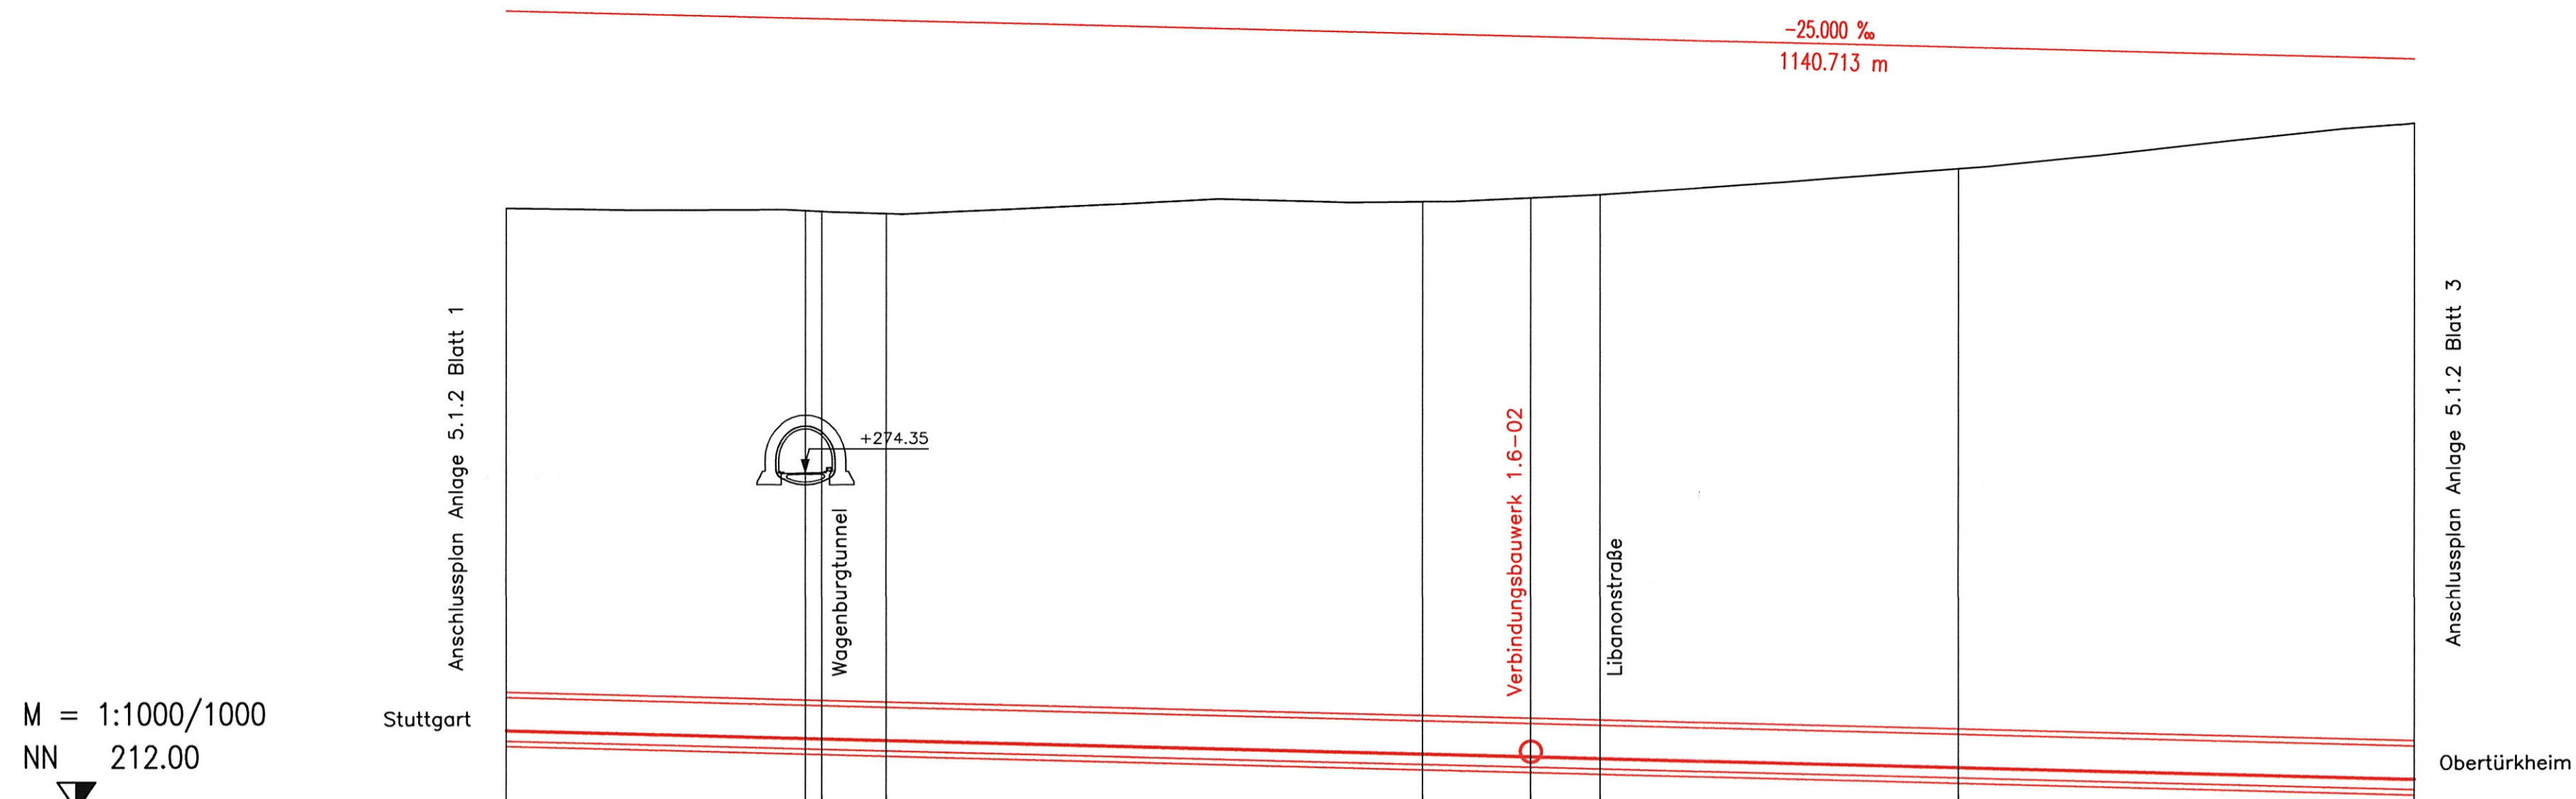 -25.000 ‰
1140.713 m
Anschlussplan Anlage 5.1.2 Blatt 1
+274.35
Wagenburgtunnel
Verbindungsbauwerk 1.6-02
Libanonstraße
Anschlussplan Anlage 5.1.2 Blatt 3
M = 1:1000/1000
Stuttgart
NN 212.00
Obertürkheim